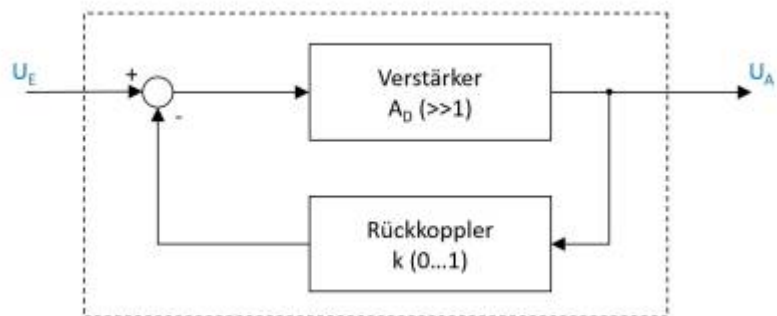 U_E
+
-
Verstärker
A_D (>>1)
U_A
Rückkoppler
k (0...1)